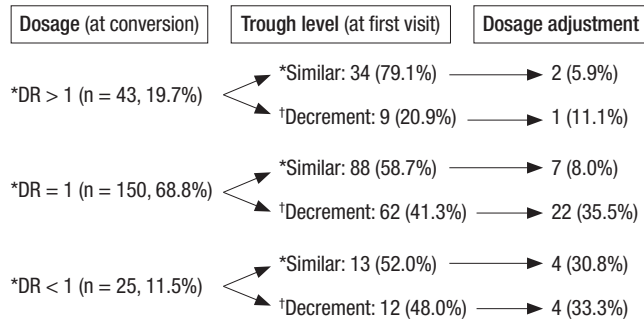 Dosage (at conversion) Trough level (at first visit) Dosage adjustment
*Similar: 34 (79.1%) 2 (5.9%)
*DR > 1 (n = 43, 19.7%)
†Decrement: 9 (20.9%) 1 (11.1%)
*Similar: 88 (58.7%) 7 (8.0%)
*DR = 1 (n = 150, 68.8%)
†Decrement: 62 (41.3%) 22 (35.5%)
*Similar: 13 (52.0%) 4 (30.8%)
*DR < 1 (n = 25, 11.5%)
†Decrement: 12 (48.0%) 4 (33.3%)